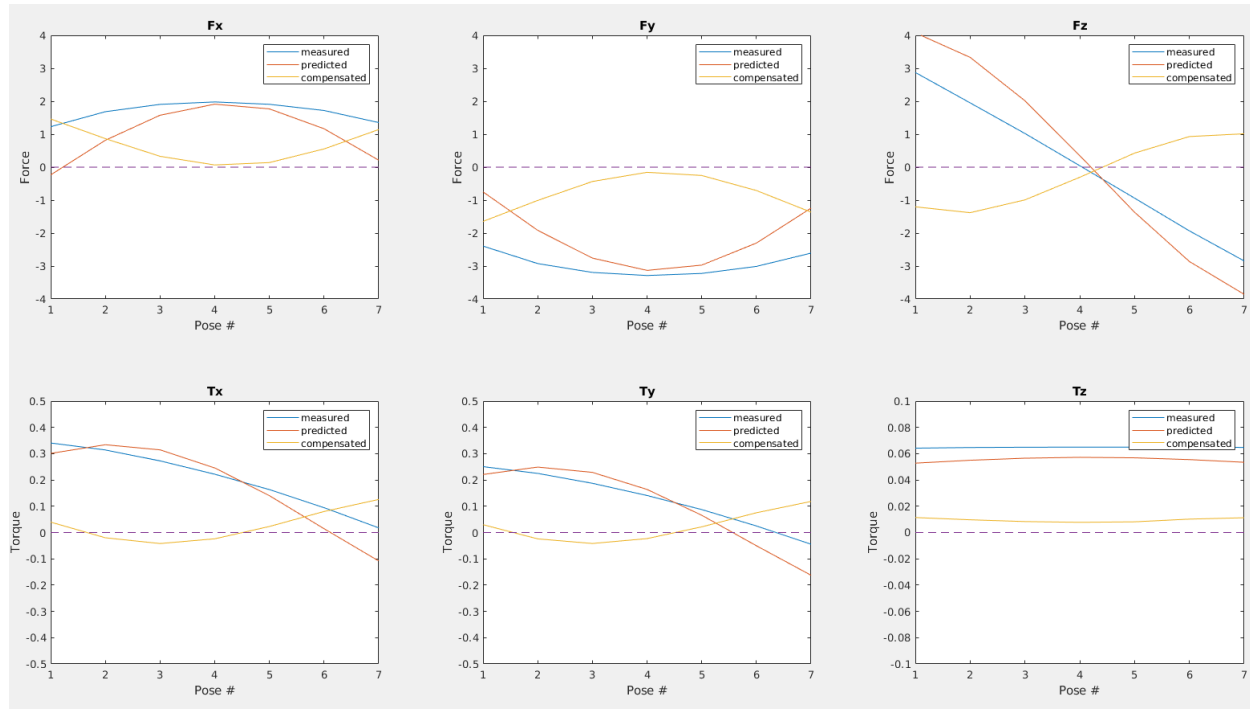 Fx
4
3
2
1
0
-1
-2
-3
-4
Force
measured
predicted
compensated
1 2 3 4 5 6 7
Pose #
Fy
4
3
2
1
0
-1
-2
-3
-4
Force
measured
predicted
compensated
1 2 3 4 5 6 7
Pose #
Fz
4
3
2
1
0
-1
-2
-3
-4
Force
measured
predicted
compensated
1 2 3 4 5 6 7
Pose #
Tx
0.5
0.4
0.3
0.2
0.1
0
-0.1
-0.2
-0.3
-0.4
-0.5
Torque
measured
predicted
compensated
1 2 3 4 5 6 7
Pose #
Ty
0.5
0.4
0.3
0.2
0.1
0
-0.1
-0.2
-0.3
-0.4
-0.5
Torque
measured
predicted
compensated
1 2 3 4 5 6 7
Pose #
Tz
0.1
0.08
0.06
0.04
0.02
0
-0.02
-0.04
-0.06
-0.08
-0.1
Torque
measured
predicted
compensated
1 2 3 4 5 6 7
Pose #